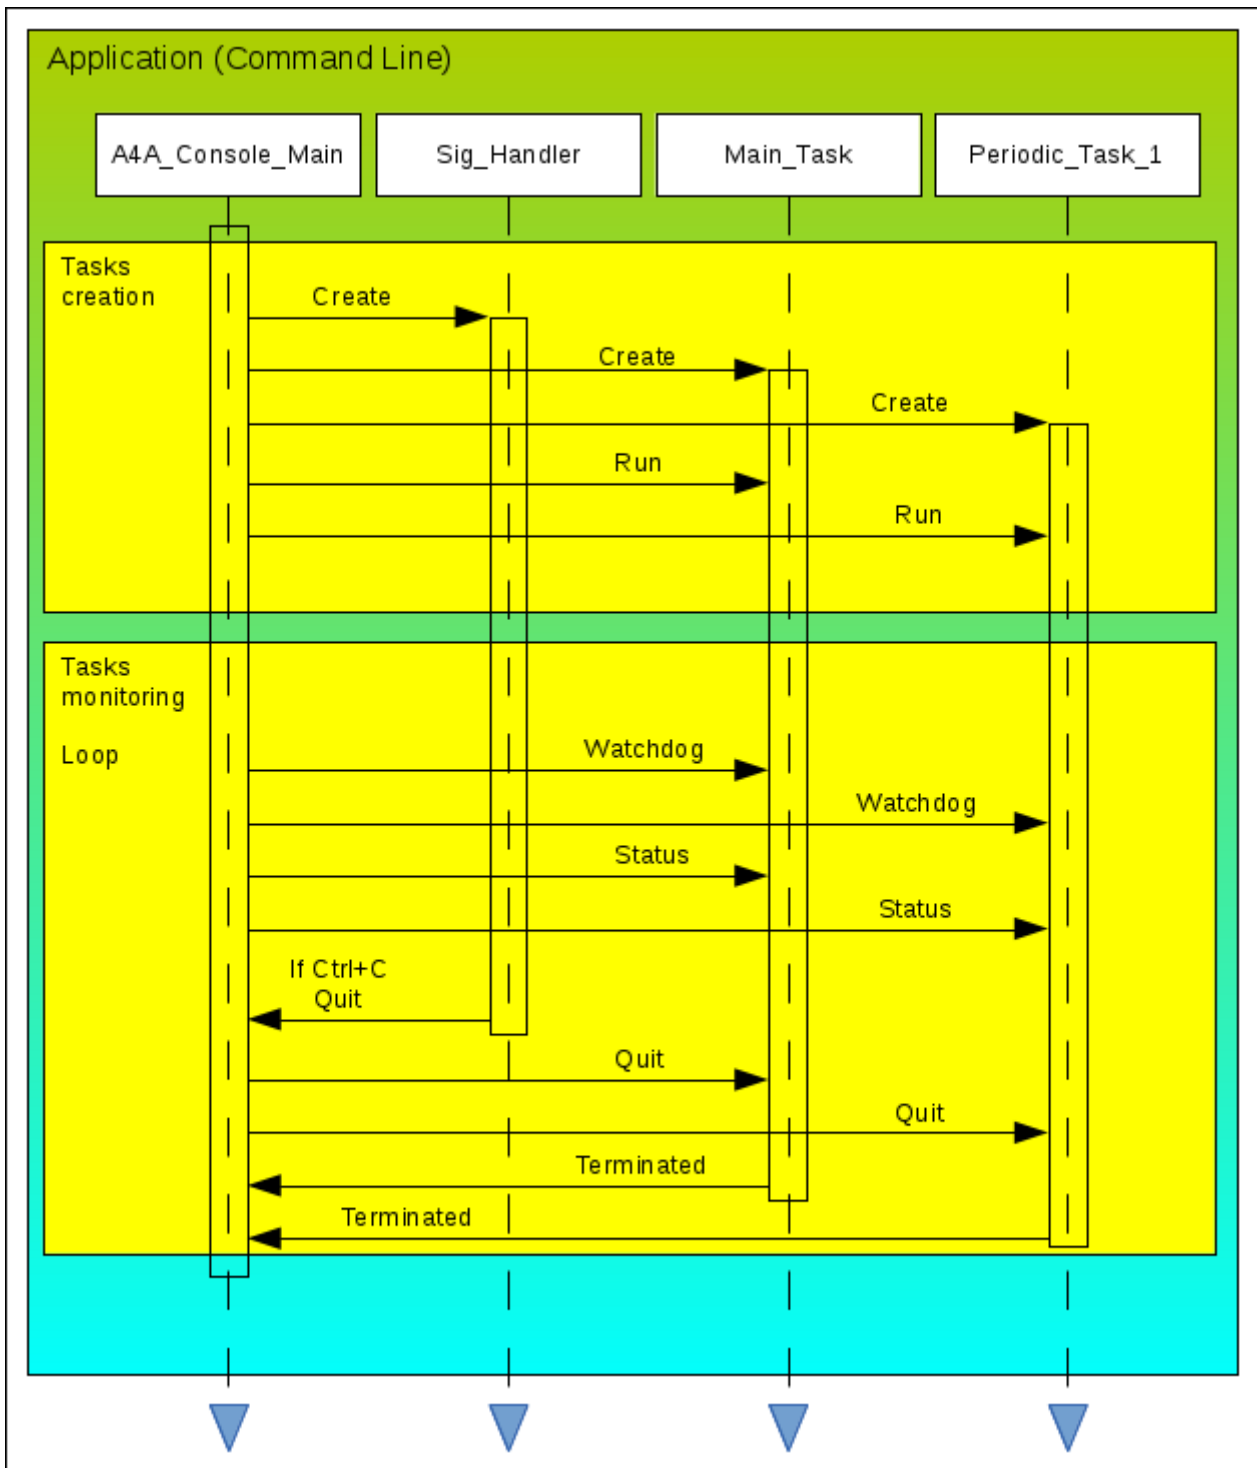 Application (Command Line)
A4A_Console_Main
Sig_Handler
Main_Task
Periodic_Task_1
Tasks
creation
Create
Create
Create
Run
Run
Tasks
monitoring
Loop
Watchdog
Watchdog
Status
Status
If Ctrl+C
Quit
Quit
Quit
Terminated
Terminated